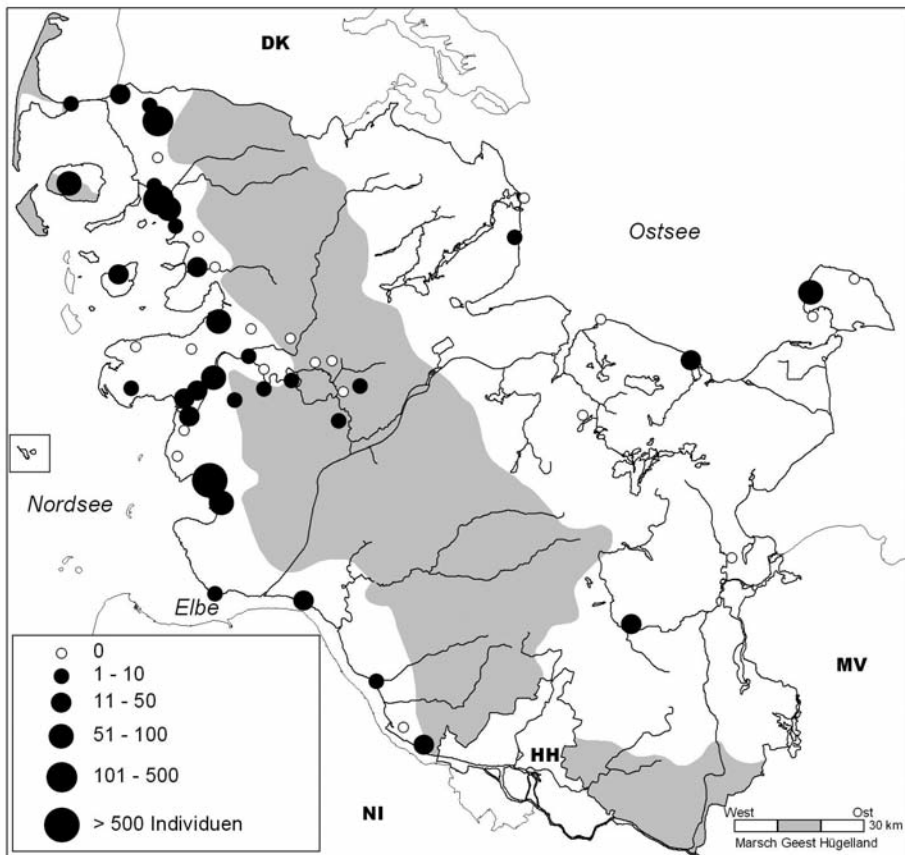 DK
Ostsee
Nordsee
Elbe
MV
HH
NI
0
1 - 10
11 - 50
51 - 100
101 - 500
> 500 Individuen
West Ost
30 km
Marsch Geest Hügelland